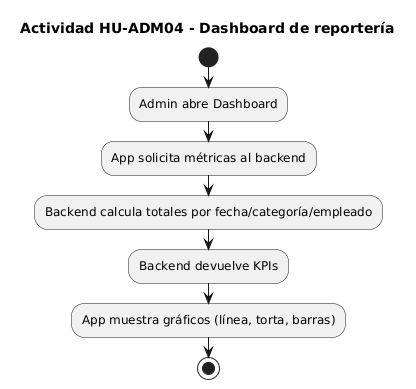 Actividad HU-ADM04 - Dashboard de reportería
Admin abre Dashboard
App solicita métricas al backend
Backend calcula totales por fecha/categoría/empleado
Backend devuelve KPIs
App muestra gráficos (línea, torta, barras)